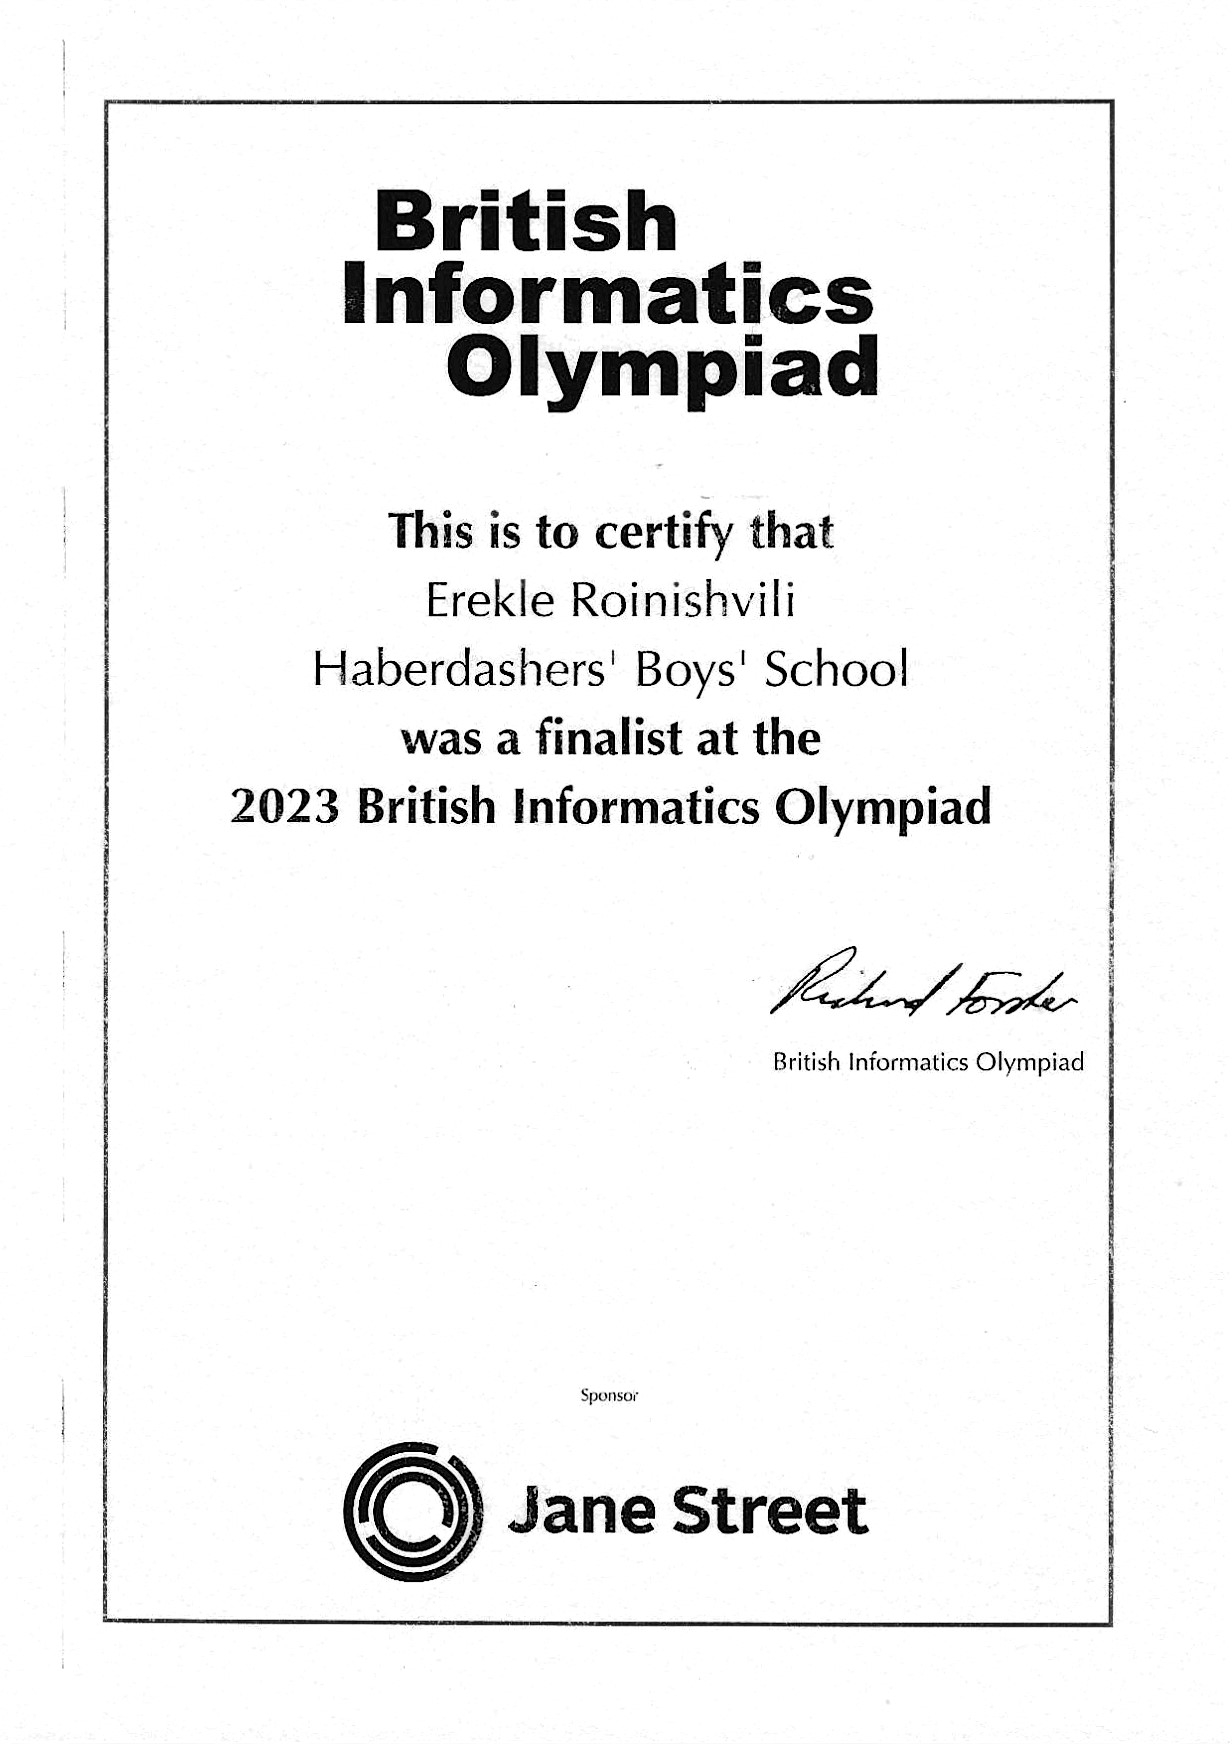 British
Informatics
Olympiad
This is to certify that
Erekle Roinishvili
Haberdashers' Boys' School
was a finalist at the
2023 British Informatics Olympiad
Richard Forster
British Informatics Olympiad
Sponsor
Jane Street